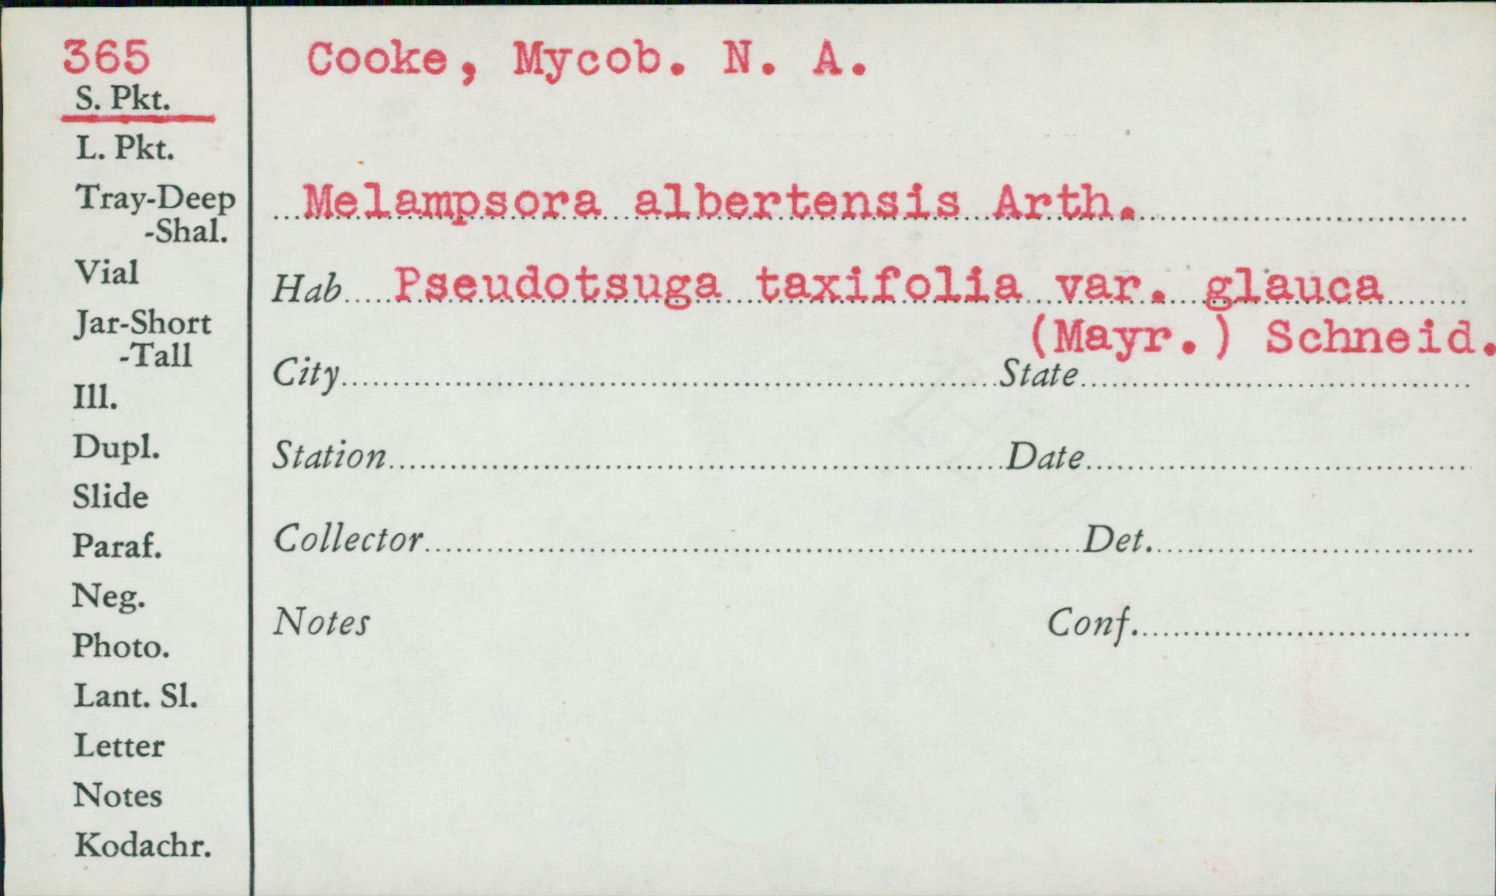 365
S. Pkt.
L. Pkt.
Tray-Deep
-Shal.
Vial
Jar-Short
-Tall
Ill.
Dupl.
Slide
Paraf.
Neg.
Photo.
Lant. Sl.
Letter
Notes
Kodachr.
Cooke, Mycob. N. A.
Melampsora albertensis Arth.
Hab Pseudotsuga taxifolia var. glauca
(Mayr.) Schneid.
City State
Station Date
Collector Det.
Notes Conf.